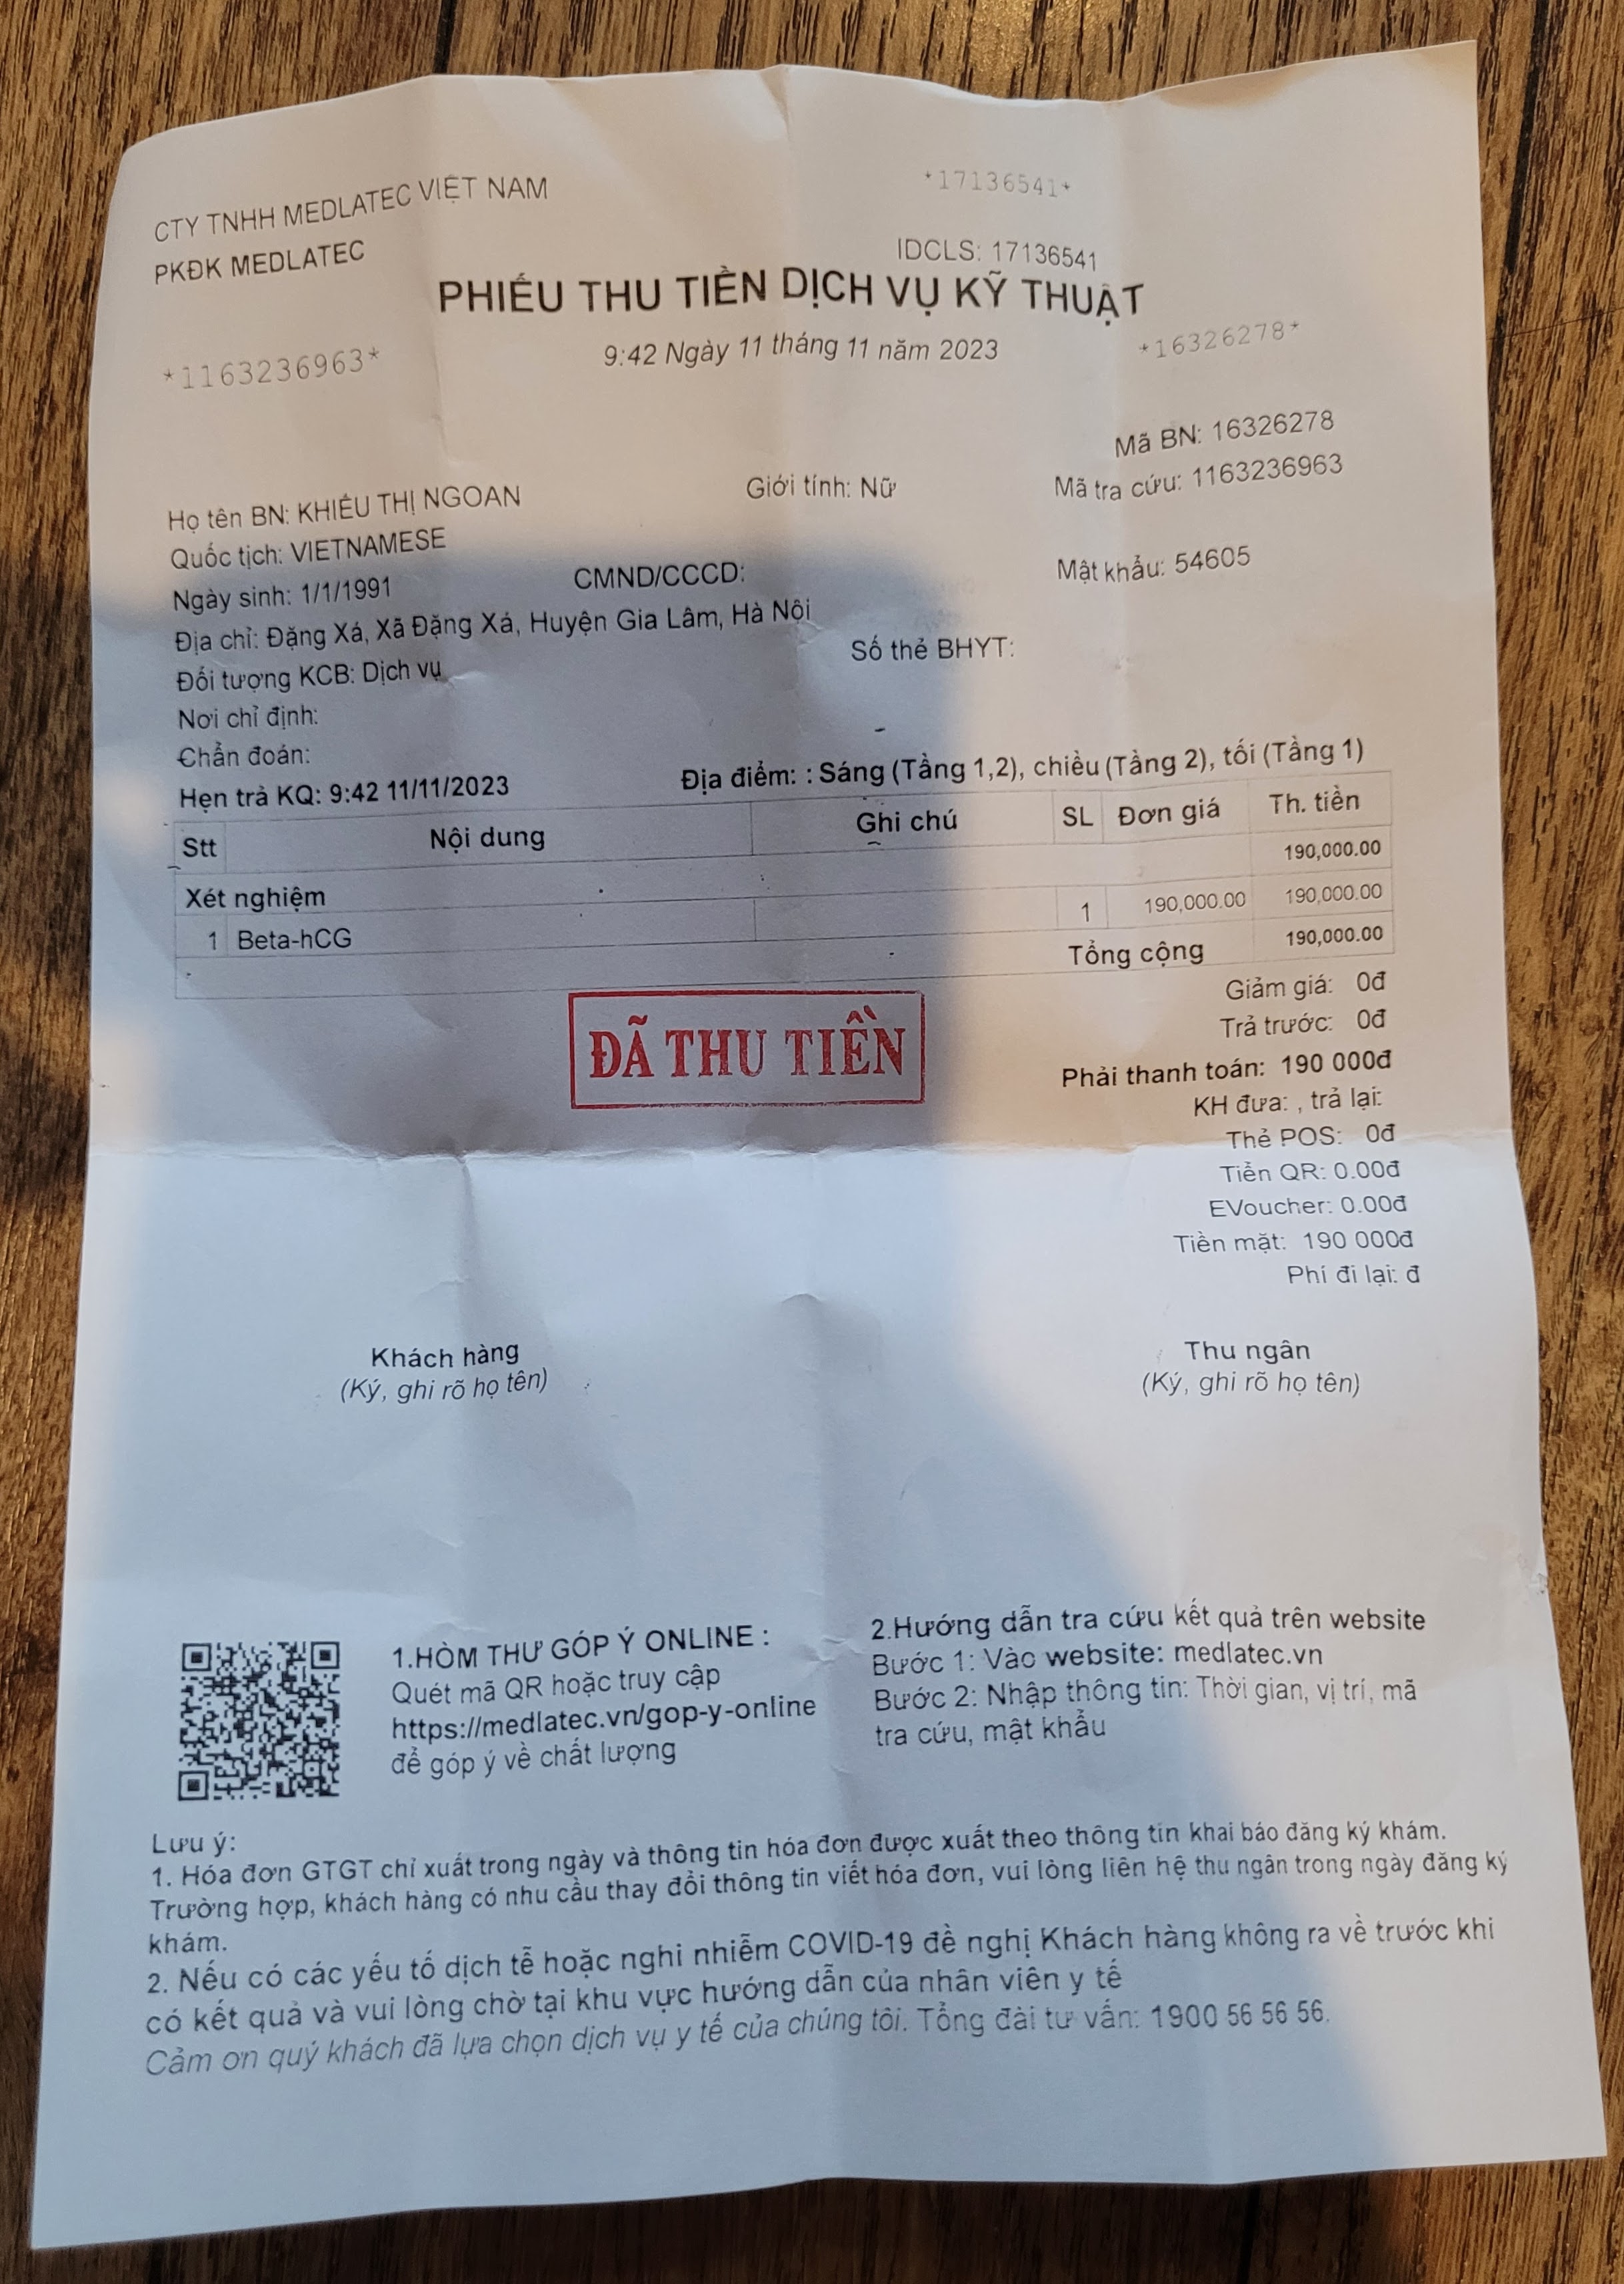 CTY TNHH MEDLATEC VIỆT NAM
*17136541*
PKĐK MEDLATEC
IDCLS: 17136541
PHIẾU THU TIỀN DỊCH VỤ KỸ THUẬT
*1163236963*
9:42 Ngày 11 tháng 11 năm 2023
*16326278*
Mã BN: 16326278
Họ tên BN: KHIẾU THỊ NGOAN Giới tính: Nữ Mã tra cứu: 1163236963
Quốc tịch: VIETNAMESE
Ngày sinh: 1/1/1991 CMND/CCCD: Mật khẩu: 54605
Địa chỉ: Đặng Xá, Xã Đặng Xá, Huyện Gia Lâm, Hà Nội
Đối tượng KCB: Dịch vụ Số thẻ BHYT:
Nơi chỉ định:
Chẩn đoán:
Hẹn trả KQ: 9:42 11/11/2023 Địa điểm: : Sáng (Tầng 1,2), chiều (Tầng 2), tối (Tầng 1)
Stt Nội dung Ghi chú SL Đơn giá Th. tiền
Xét nghiệm 190,000.00
1 Beta-hCG 1 190,000.00 190,000.00
Tổng cộng 190,000.00
Giảm giá: 0đ
Trả trước: 0đ
ĐÃ THU TIỀN
Phải thanh toán: 190 000đ
KH đưa: , trả lại:
Thẻ POS: 0đ
Tiền QR: 0.00đ
EVoucher: 0.00đ
Tiền mặt: 190 000đ
Phí đi lại: đ
Khách hàng Thu ngân
(Ký, ghi rõ họ tên) (Ký, ghi rõ họ tên)
1.HÒM THƯ GÓP Ý ONLINE :
Quét mã QR hoặc truy cập
https://medlatec.vn/gop-y-online
để góp ý về chất lượng
2.Hướng dẫn tra cứu kết quả trên website
Bước 1: Vào website: medlatec.vn
Bước 2: Nhập thông tin: Thời gian, vị trí, mã
tra cứu, mật khẩu
Lưu ý:
1. Hóa đơn GTGT chỉ xuất trong ngày và thông tin hóa đơn được xuất theo thông tin khai báo đăng ký khám.
Trường hợp, khách hàng có nhu cầu thay đổi thông tin viết hóa đơn, vui lòng liên hệ thu ngân trong ngày đăng ký
khám.
2. Nếu có các yếu tố dịch tễ hoặc nghi nhiễm COVID-19 đề nghị Khách hàng không ra về trước khi
có kết quả và vui lòng chờ tại khu vực hướng dẫn của nhân viên y tế
Cảm ơn quý khách đã lựa chọn dịch vụ y tế của chúng tôi. Tổng đài tư vấn: 1900 56 56 56.